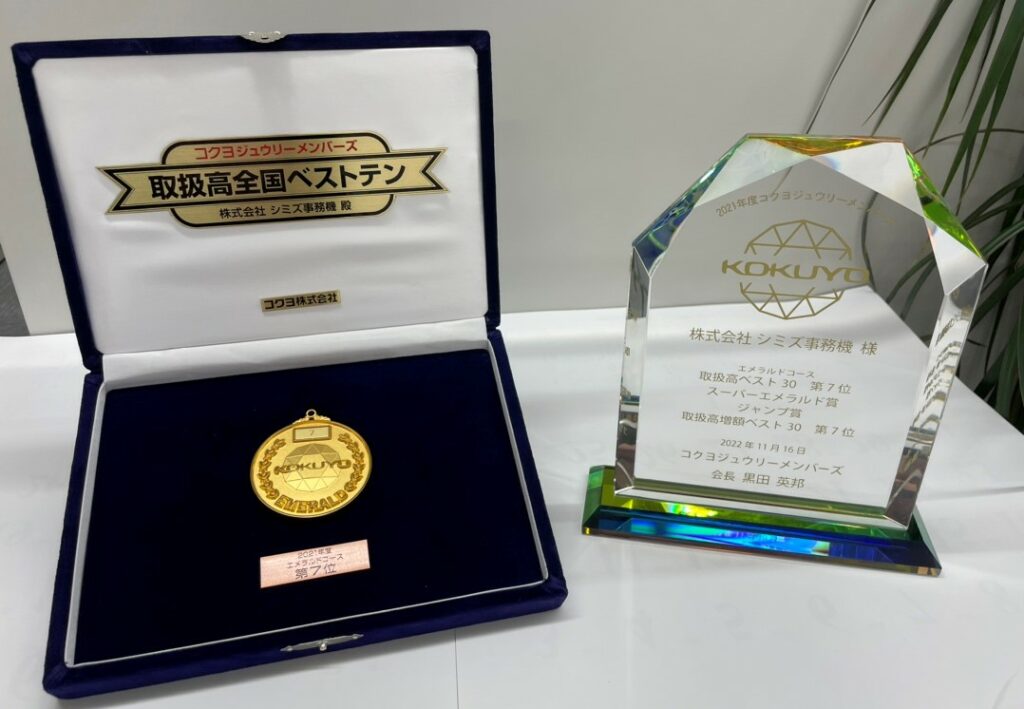 コクヨジュウリーメンバーズ
取扱高全国ベストテン
株式会社 シミズ事務機 殿
コクヨ株式会社
7
KOKUYO
EMERALD
2021年度
エメラルドコース
第7位
2021年度コクヨジュウリーメンバーズ
KOKUYO
株式会社 シミズ事務機 様
エメラルドコース
取扱高ベスト30 第7位
スーパーエメラルド賞
ジャンプ賞
取扱高増額ベスト30 第7位
2022年11月16日
コクヨジュウリーメンバーズ
会長 黒田 英邦